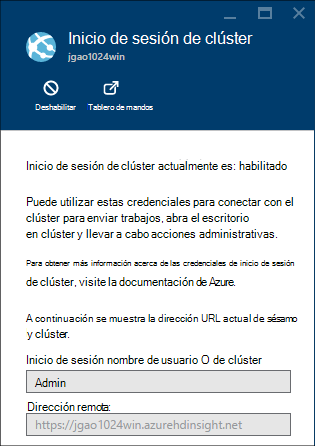 Inicio de sesión de clúster
jgao1024win
Deshabilitar Tablero de mandos
Inicio de sesión de clúster actualmente es: habilitado
Puede utilizar estas credenciales para conectar con el
clúster para enviar trabajos, abra el escritorio
en clúster y llevar a cabo acciones administrativas.
Para obtener más información acerca de las credenciales de inicio de sesión
de clúster, visite la documentación de Azure.
A continuación se muestra la dirección URL actual de sésamo
y clúster.
Inicio de sesión nombre de usuario O de clúster
Admin
Dirección remota:
https://jgao1024win.azurehdinsight.net